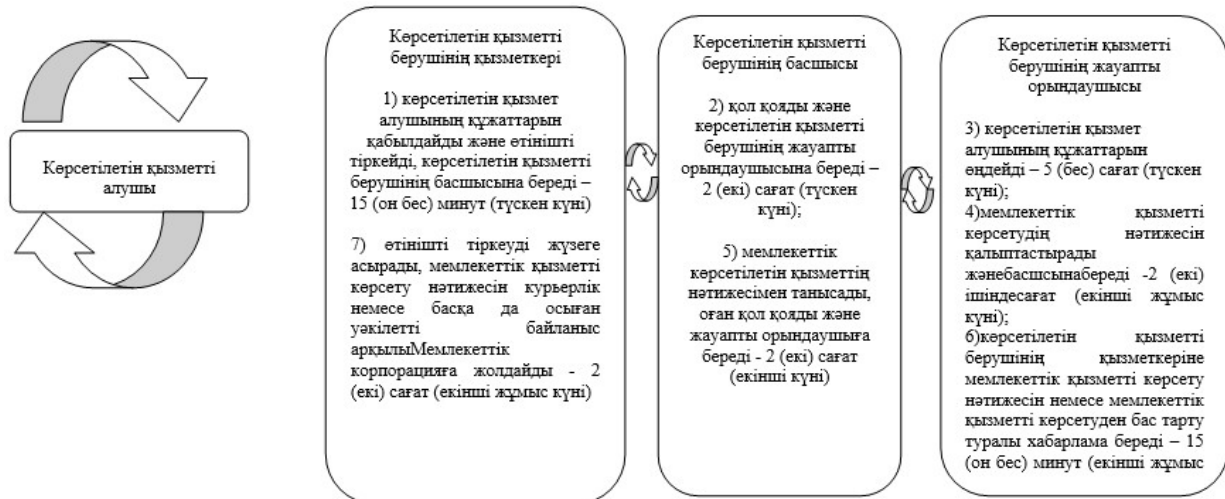 Көрсетілетін қызметті
алушы
Көрсетілетін қызметті
берушінің қызметкері
1) көрсетілетін қызмет
алушының құжаттарын
қабылдайды және өтінішті
тіркейді, көрсетілетін қызметті
берушінің басшысына береді –
15 (он бес) минут (түскен күні)
7) өтінішті тіркеуді жүзеге
асырады, мемлекеттік қызметті
көрсету нәтижесін курьерлік
немесе басқа да осыған
уәкілетті байланыс
арқылыМемлекеттік
корпорацияға жолдайды - 2
(екі) сағат (екінші жұмыс күні)
Көрсетілетін қызметті
берушінің басшысы
2) қол қояды және
көрсетілетін қызметті
берушінің жауапты
орындаушысына береді –
2 (екі) сағат (түскен
күні);
5) мемлекеттік
көрсетілетін қызметтің
нәтижесімен танысады,
оған қол қояды және
жауапты орындаушыға
береді - 2 (екі) сағат
(екінші күні)
Көрсетілетін қызметті
берушінің жауапты
орындаушысы
3) көрсетілетін қызмет
алушының құжаттарын
өңдейді – 5 (бес) сағат (түскен
күні);
4)мемлекеттік қызметті
көрсетудің нәтижесін
қалыптастырады
жәнебасшсынабереді -2 (екі)
ішіндесағат (екінші жұмыс
күні);
6)көрсетілетін қызметті
берушінің қызметкеріне
мемлекеттік қызметті көрсету
нәтижесін немесе мемлекеттік
қызметті көрсетуден бас тарту
туралы хабарлама береді – 15
(он бес) минут (екінші жұмыс